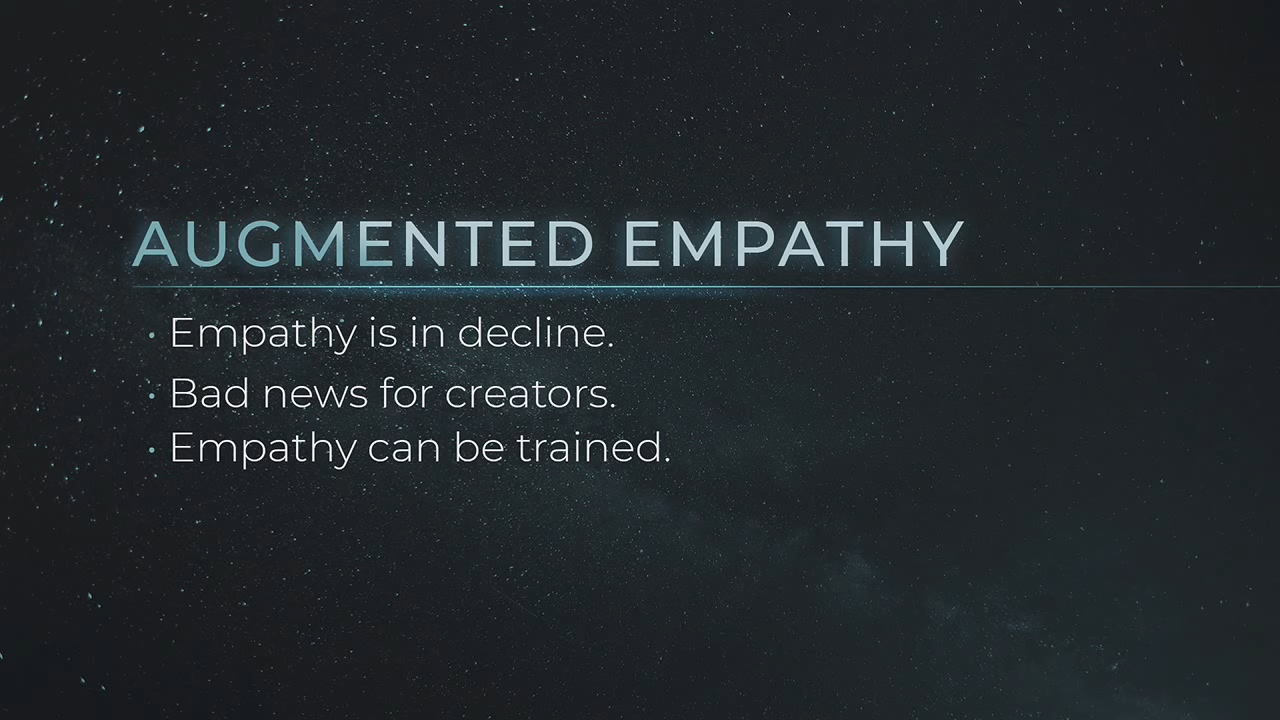 AUGMENTED EMPATHY
• Empathy is in decline.
• Bad news for creators.
• Empathy can be trained.